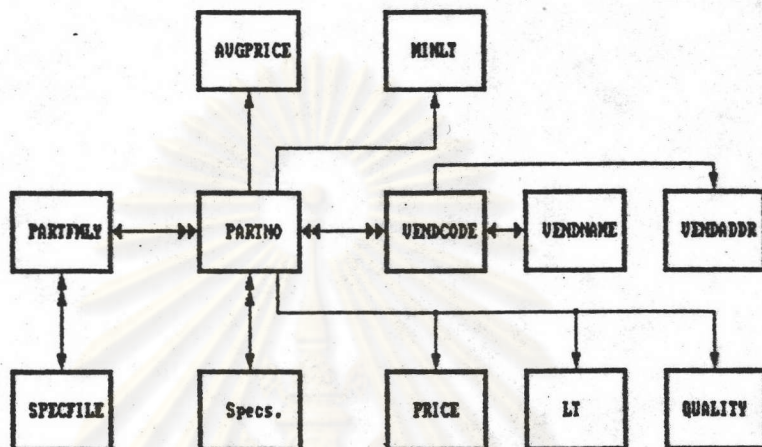 AVGPRICE
MINLT
PARTFMLY
PARTNO
VENDCODE
VENDNAME
VENDADDR
SPECFILE
Specs.
PRICE
LT
QUALITY